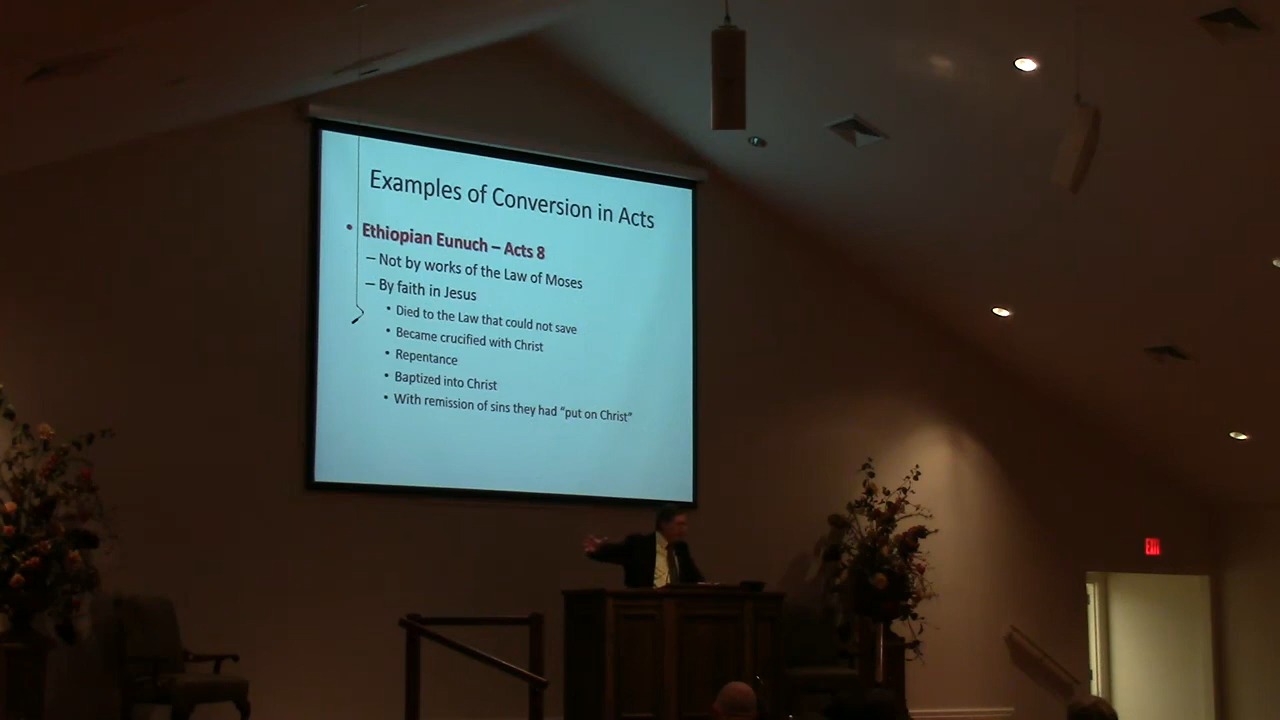 Examples of Conversion in Acts
• Ethiopian Eunuch – Acts 8
– Not by works of the Law of Moses
– By faith in Jesus
• Died to the Law that could not save
• Became crucified with Christ
• Repentance
• Baptized into Christ
• With remission of sins they had “put on Christ”
EXIT